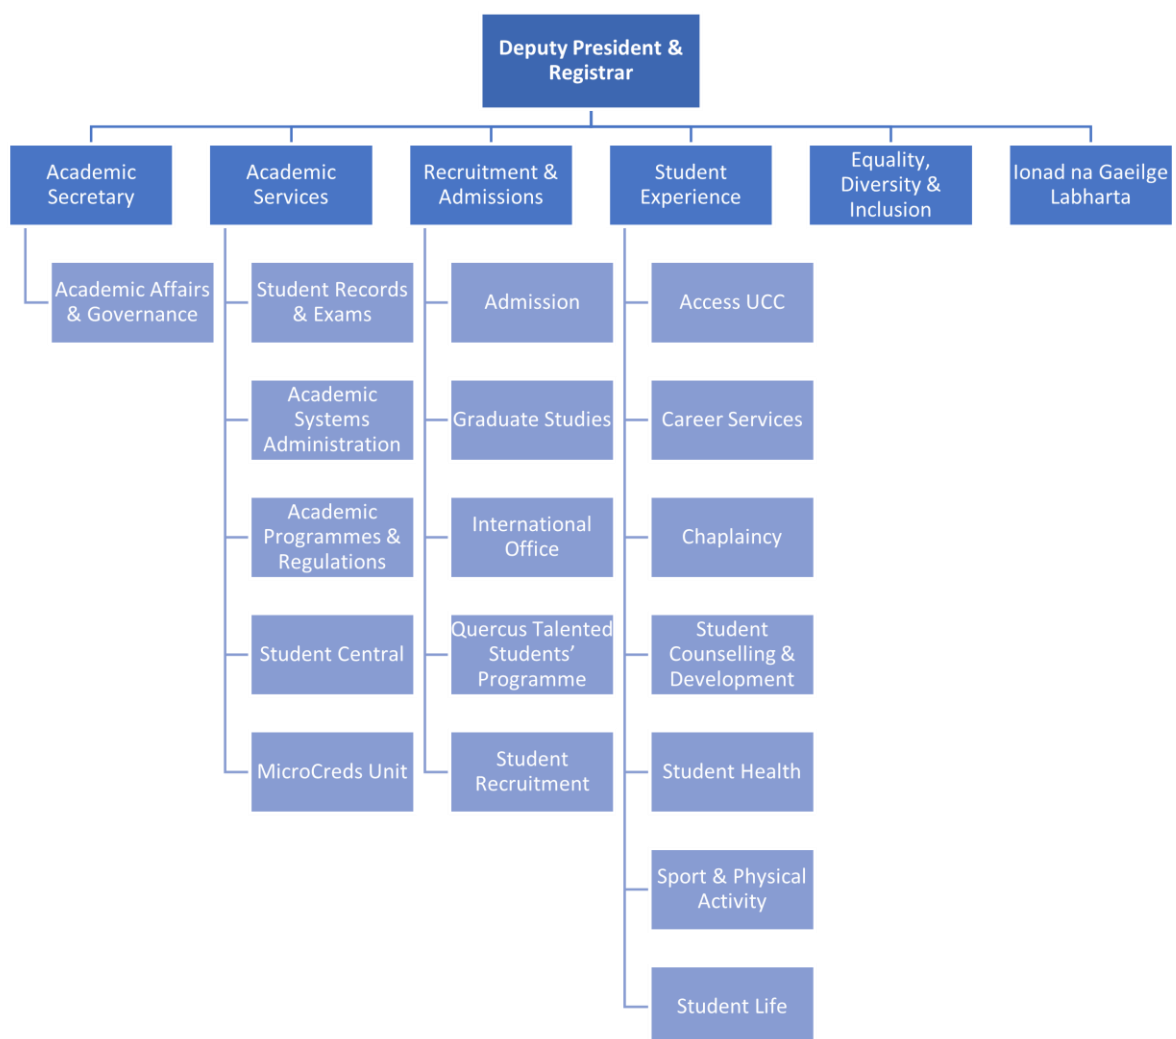 Deputy President &
Registrar
Academic
Secretary
Academic
Services
Recruitment &
Admissions
Student
Experience
Equality,
Diversity &
Inclusion
Ionad na Gaeilge
Labharta
Academic Affairs
& Governance
Student Records
& Exams
Academic
Systems
Administration
Academic
Programmes &
Regulations
Student Central
MicroCreds Unit
Admission
Graduate Studies
International
Office
Quercus Talented
Students’
Programme
Student
Recruitment
Access UCC
Career Services
Chaplaincy
Student
Counselling &
Development
Student Health
Sport & Physical
Activity
Student Life